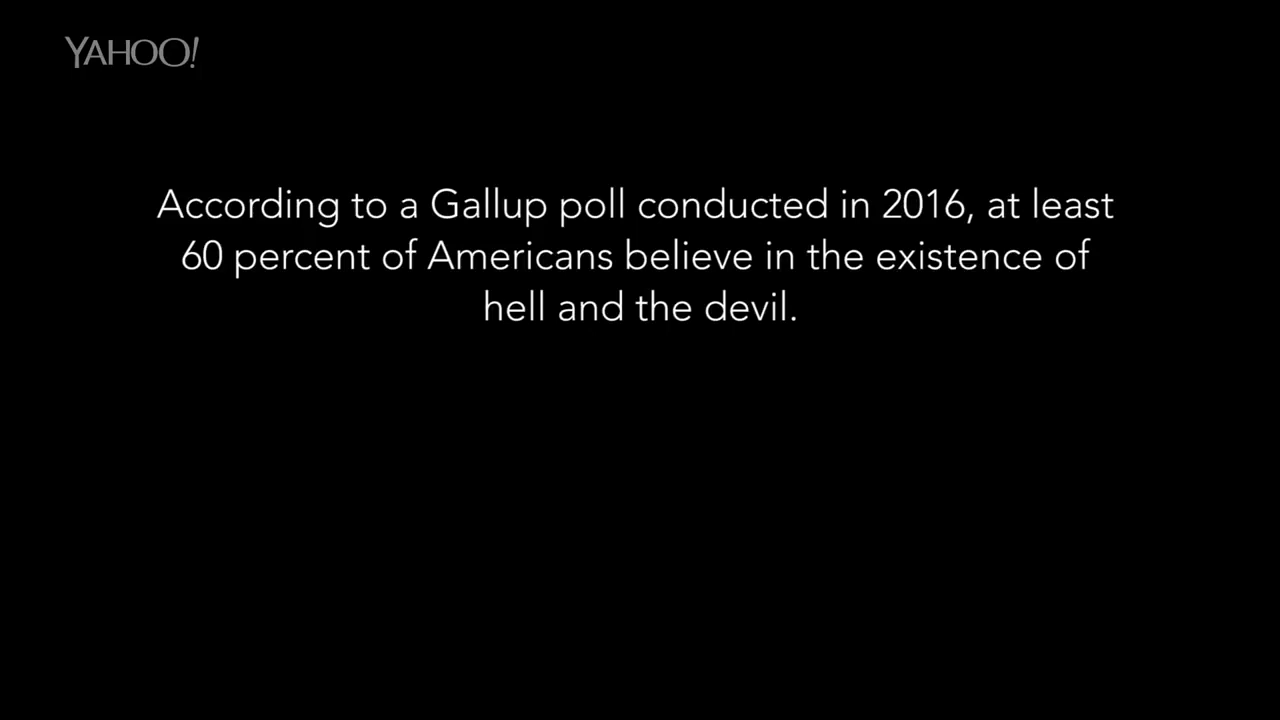 YAHOO!
According to a Gallup poll conducted in 2016, at least
60 percent of Americans believe in the existence of
hell and the devil.